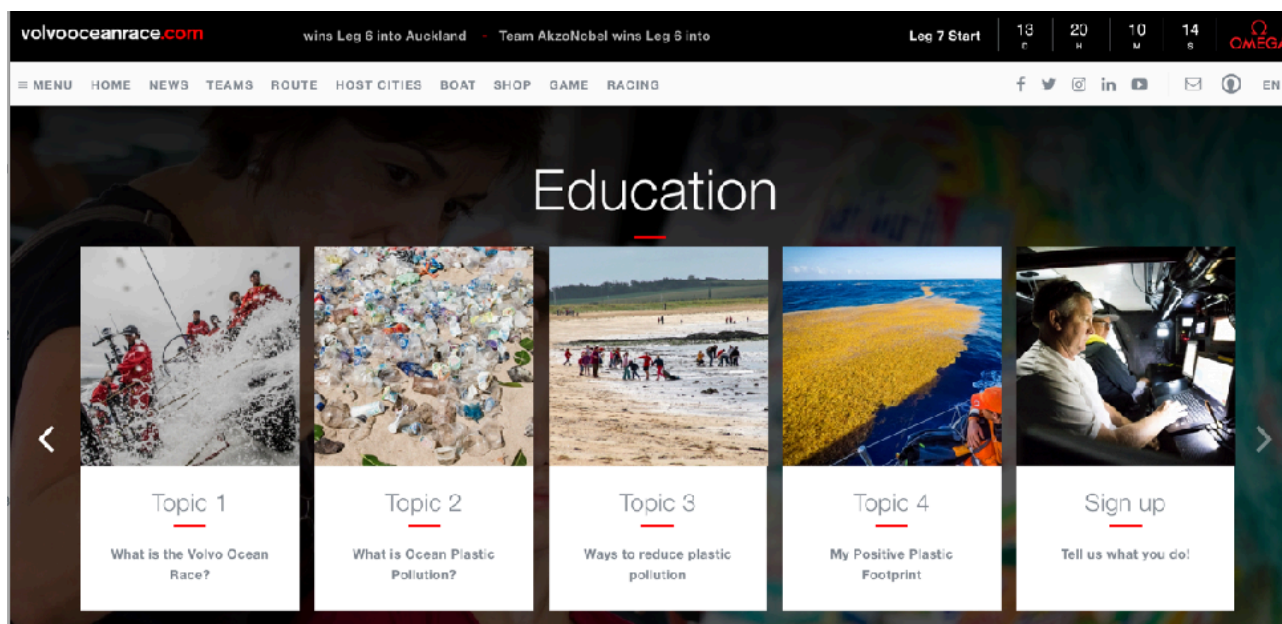 volvooceanrace.com
wins Leg 6 into Auckland - Team AkzoNobel wins Leg 6 into
Leg 7 Start
13 20 10 14
D H M S
OMEGA
≡ MENU HOME NEWS TEAMS ROUTE HOST CITIES BOAT SHOP GAME RACING
EN
Education
Topic 1
What is the Volvo Ocean
Race?
Topic 2
What is Ocean Plastic
Pollution?
Topic 3
Ways to reduce plastic
pollution
Topic 4
My Positive Plastic
Footprint
Sign up
Tell us what you do!